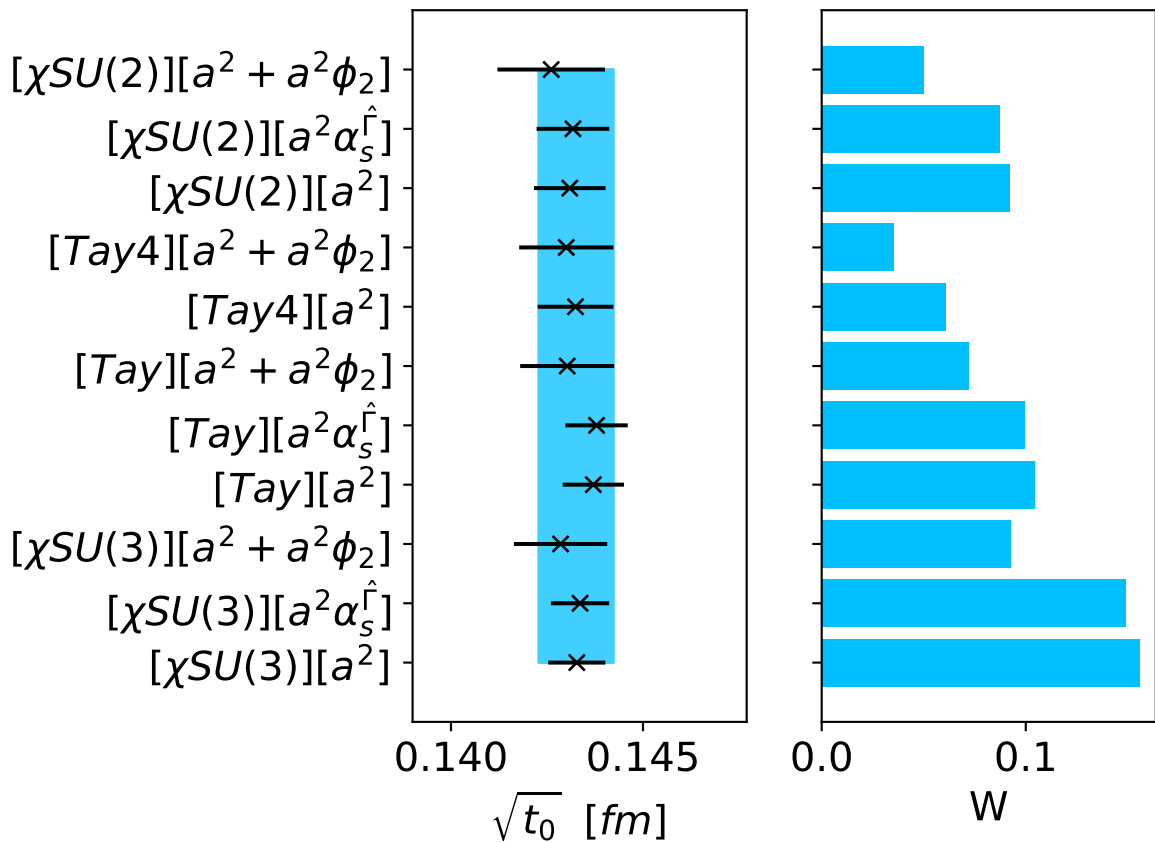 [χSU(2)][a² + a²ϕ₂]
[χSU(2)][a²α_s^Γ̂]
[χSU(2)][a²]
[Tay4][a² + a²ϕ₂]
[Tay4][a²]
[Tay][a² + a²ϕ₂]
[Tay][a²α_s^Γ̂]
[Tay][a²]
[χSU(3)][a² + a²ϕ₂]
[χSU(3)][a²α_s^Γ̂]
[χSU(3)][a²]
0.140 0.145 0.0 0.1
√t₀ [fm] W